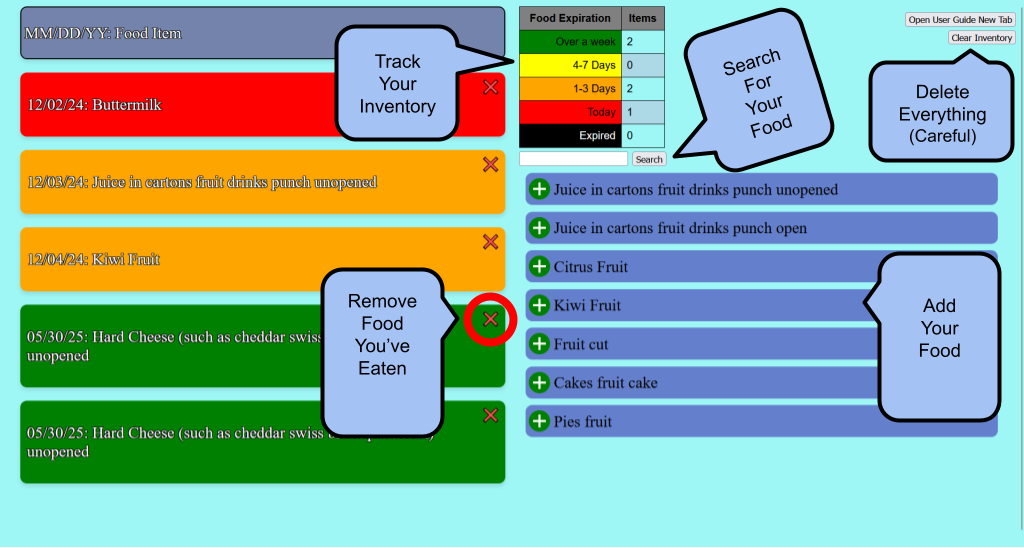 MM/DD/YY: Food Item
12/02/24: Buttermilk
12/03/24: Juice in cartons fruit drinks punch unopened
12/04/24: Kiwi Fruit
05/30/25: Hard Cheese (such as cheddar swiss
unopened
05/30/25: Hard Cheese (such as cheddar swiss
unopened
Track
Your
Inventory
Remove
Food
You've
Eaten
Food Expiration Items
Over a week 2
4-7 Days 0
1-3 Days 2
Today 1
Expired 0
Search
Search
For
Your
Food
Open User Guide New Tab
Clear Inventory
Delete
Everything
(Careful)
Juice in cartons fruit drinks punch unopened
Juice in cartons fruit drinks punch open
Citrus Fruit
Kiwi Fruit
Fruit cut
Cakes fruit cake
Pies fruit
Add
Your
Food